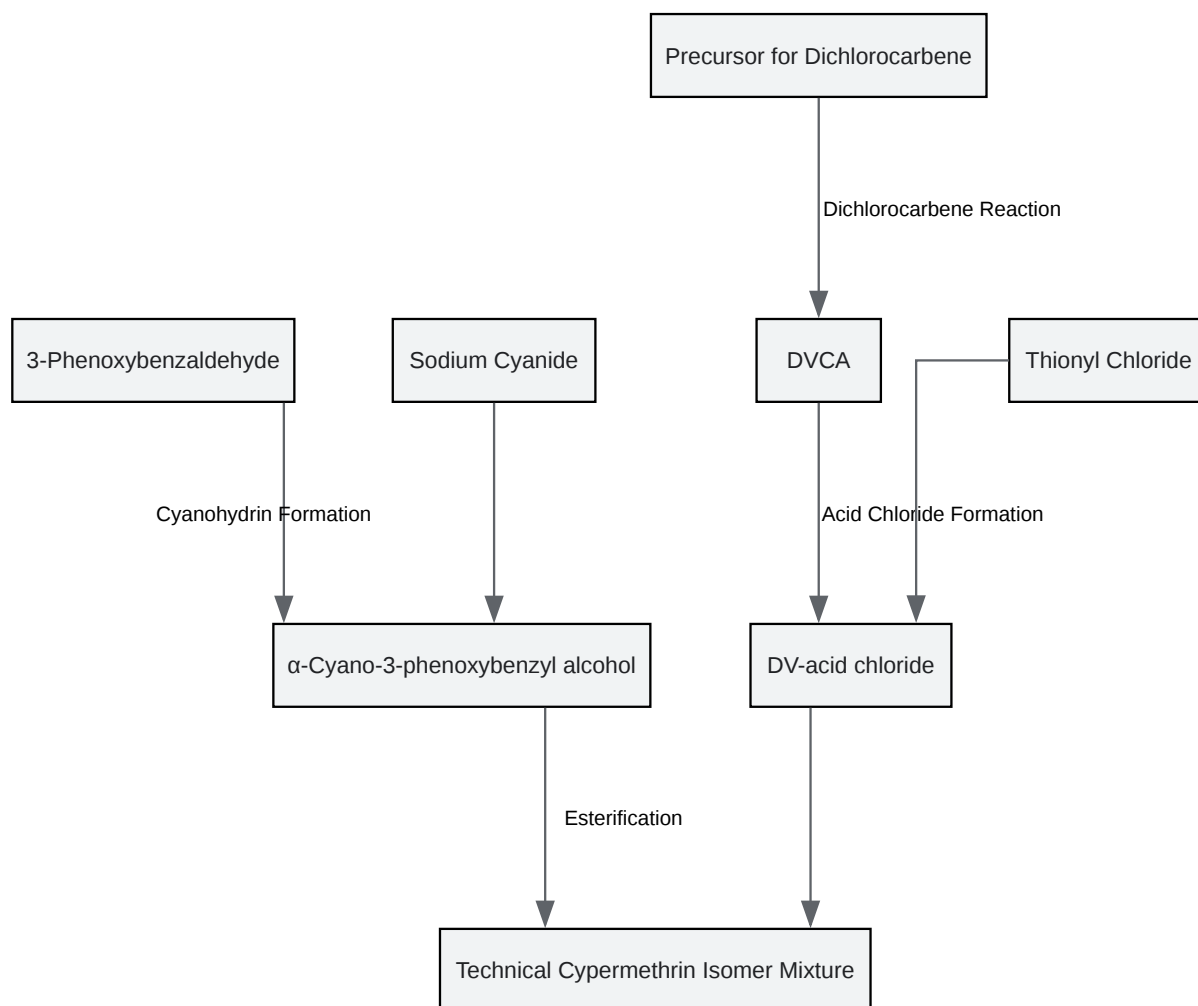 Precursor for Dichlorocarbene
Dichlorocarbene Reaction
3-Phenoxybenzaldehyde
Sodium Cyanide
DVCA
Thionyl Chloride
Cyanohydrin Formation
Acid Chloride Formation
α-Cyano-3-phenoxybenzyl alcohol
DV-acid chloride
Esterification
Technical Cypermethrin Isomer Mixture